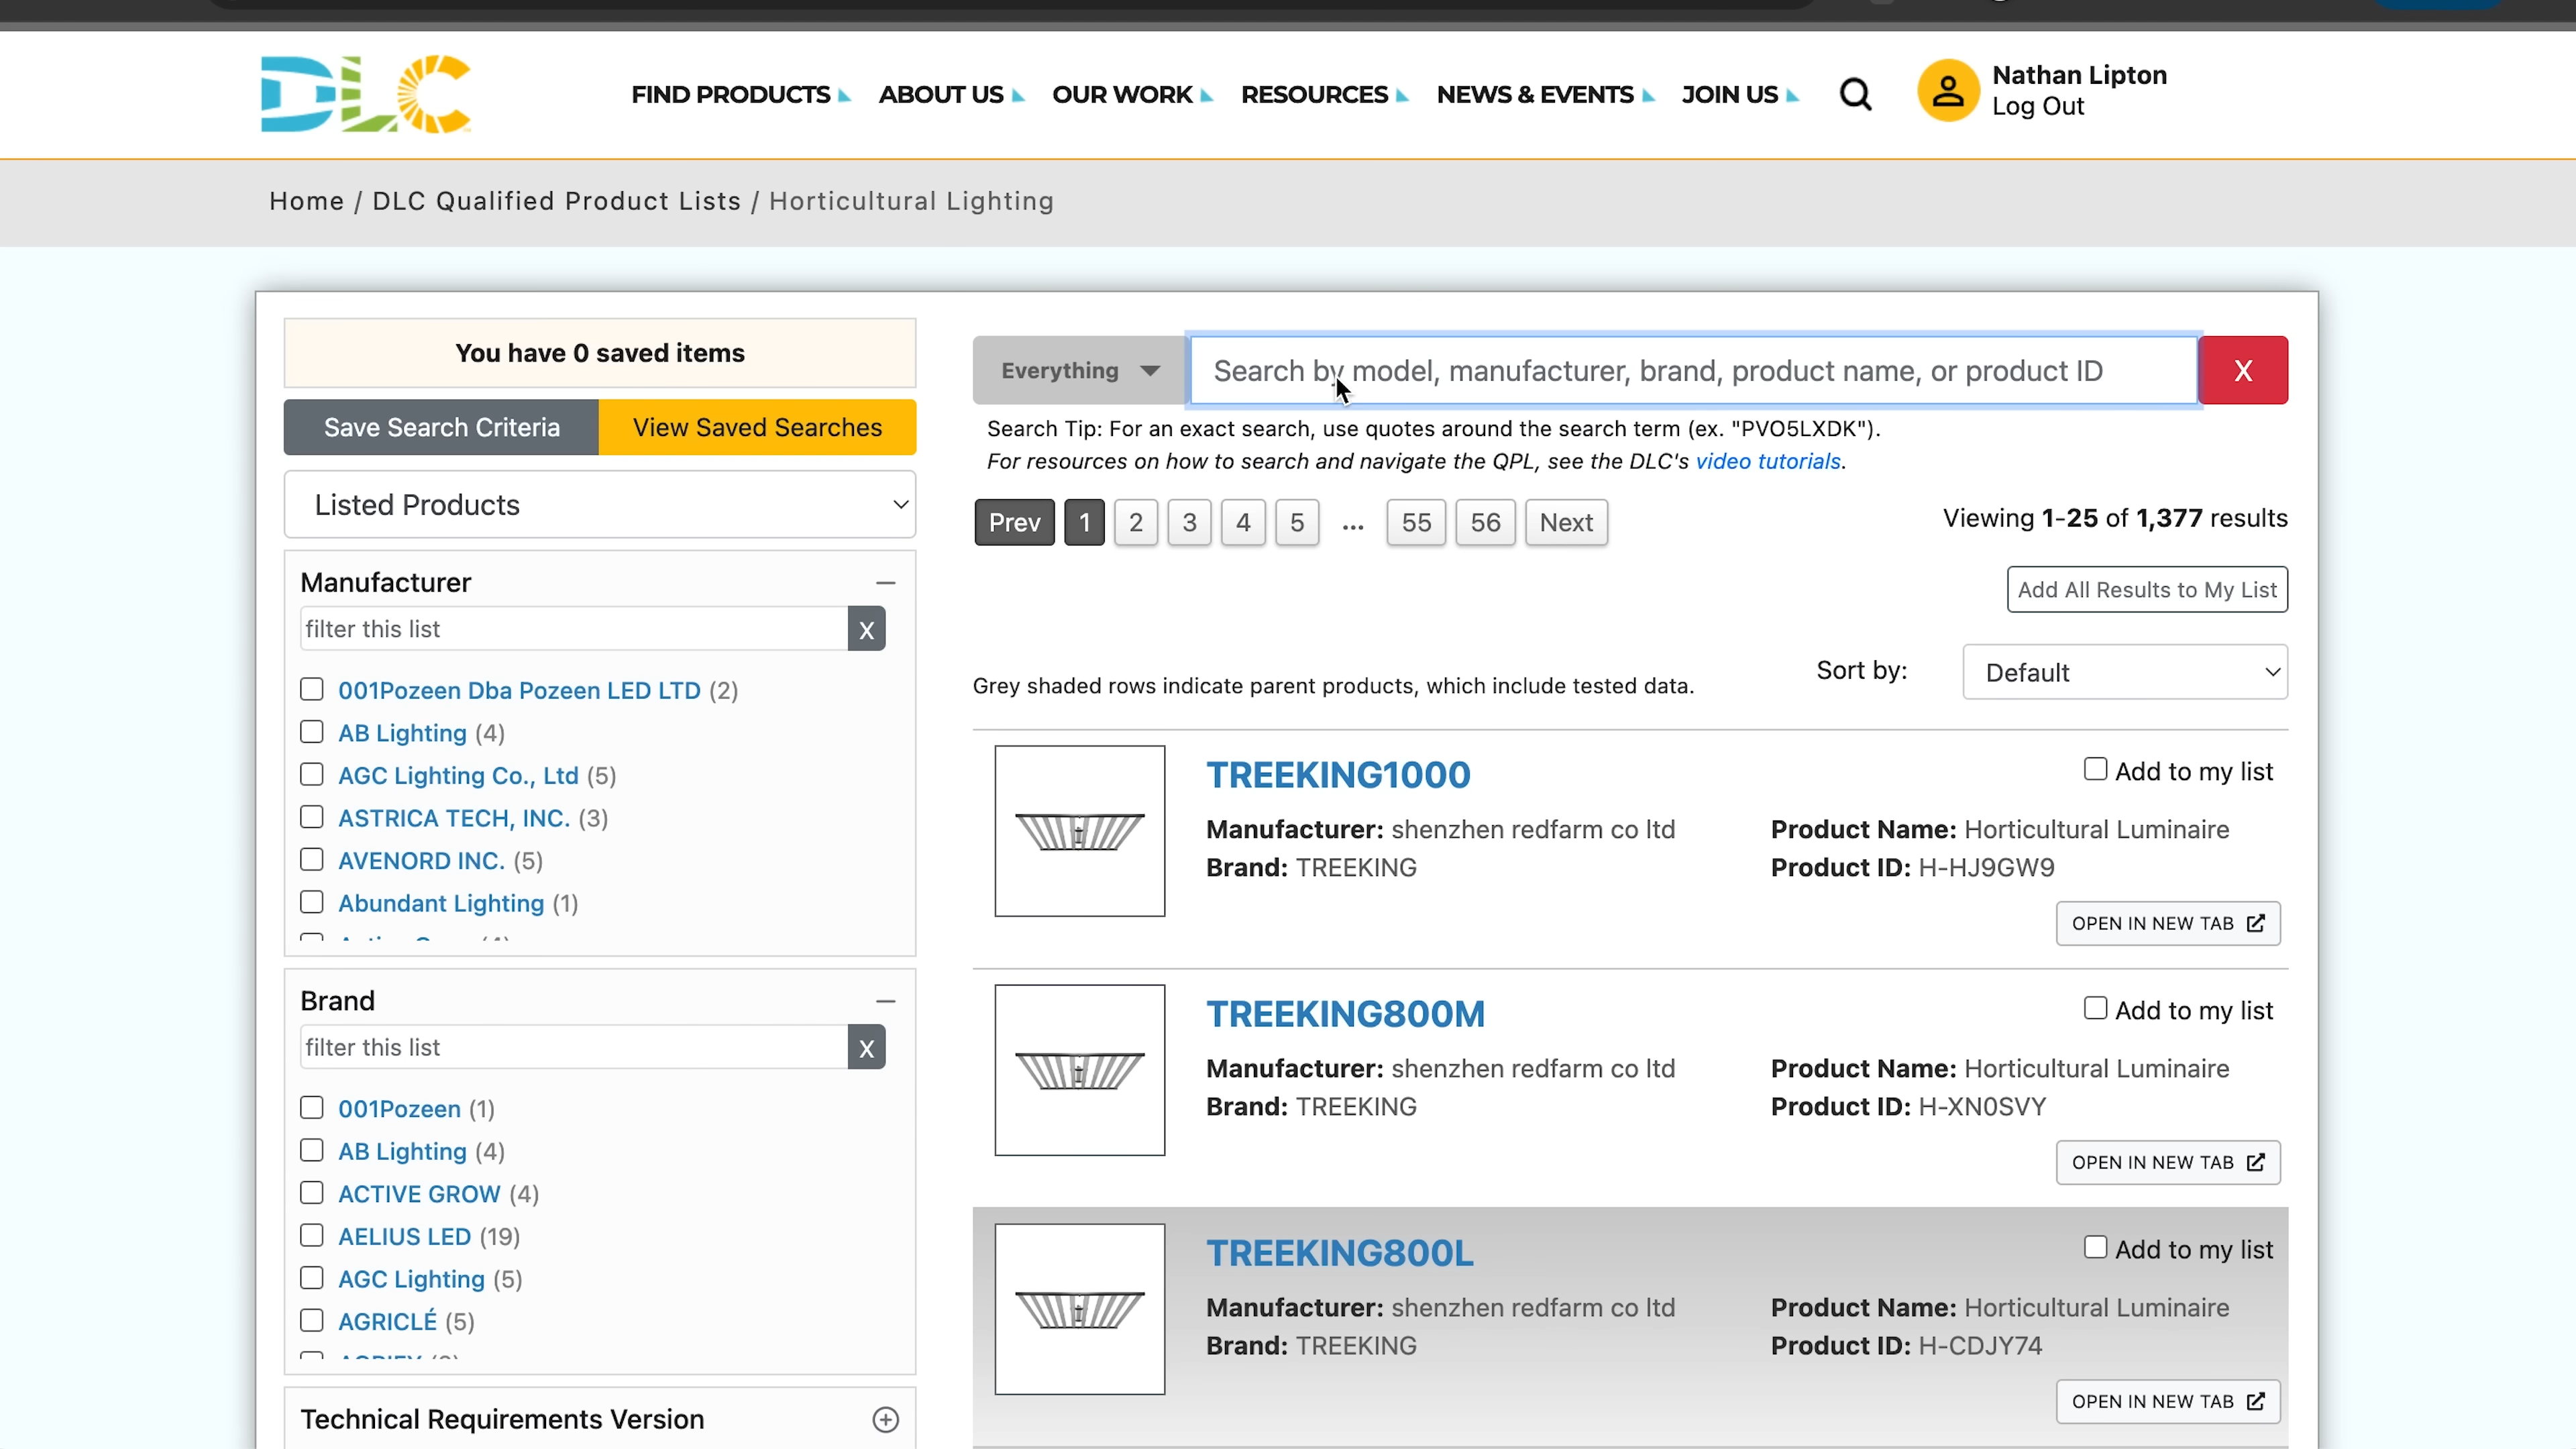 DLC
FIND PRODUCTS
ABOUT US
OUR WORK
RESOURCES
NEWS & EVENTS
JOIN US
Nathan Lipton
Log Out
Home / DLC Qualified Product Lists / Horticultural Lighting
You have 0 saved items
Save Search Criteria
View Saved Searches
Listed Products
Manufacturer
filter this list
X
001Pozeen Dba Pozeen LED LTD (2)
AB Lighting (4)
AGC Lighting Co., Ltd (5)
ASTRICA TECH, INC. (3)
AVENORD INC. (5)
Abundant Lighting (1)
Brand
filter this list
X
001Pozeen (1)
AB Lighting (4)
ACTIVE GROW (4)
AELIUS LED (19)
AGC Lighting (5)
AGRICLÉ (5)
Technical Requirements Version
Everything
Search by model, manufacturer, brand, product name, or product ID
X
Search Tip: For an exact search, use quotes around the search term (ex. "PVO5LXDK").
For resources on how to search and navigate the QPL, see the DLC's video tutorials.
Prev 1 2 3 4 5 ... 55 56 Next
Viewing 1-25 of 1,377 results
Add All Results to My List
Sort by:
Default
Grey shaded rows indicate parent products, which include tested data.
TREEKING1000
Add to my list
Manufacturer: shenzhen redfarm co ltd
Product Name: Horticultural Luminaire
Brand: TREEKING
Product ID: H-HJ9GW9
OPEN IN NEW TAB
TREEKING800M
Add to my list
Manufacturer: shenzhen redfarm co ltd
Product Name: Horticultural Luminaire
Brand: TREEKING
Product ID: H-XN0SVY
OPEN IN NEW TAB
TREEKING800L
Add to my list
Manufacturer: shenzhen redfarm co ltd
Product Name: Horticultural Luminaire
Brand: TREEKING
Product ID: H-CDJY74
OPEN IN NEW TAB